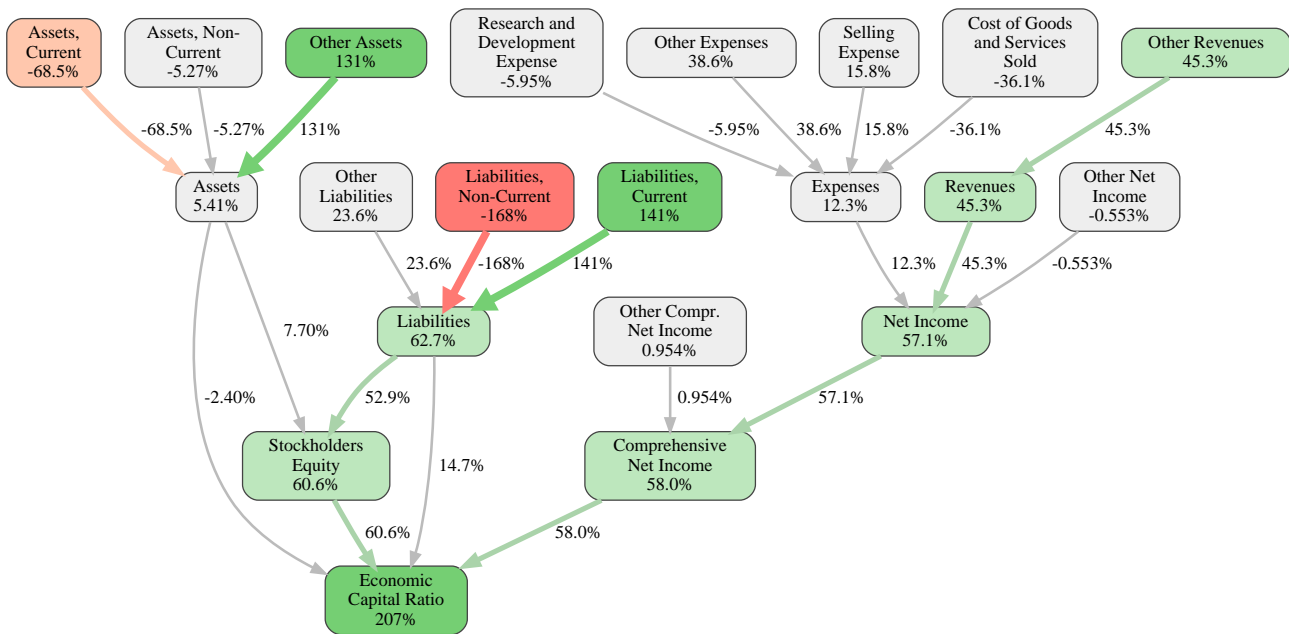 Assets,
Current
-68.5%
Assets, Non-
Current
-5.27%
Other Assets
131%
Research and
Development
Expense
-5.95%
Other Expenses
38.6%
Selling
Expense
15.8%
Cost of Goods
and Services
Sold
-36.1%
Other Revenues
45.3%
-68.5%
-5.27%
131%
-5.95%
38.6%
15.8%
-36.1%
45.3%
Assets
5.41%
Other
Liabilities
23.6%
Liabilities,
Non-Current
-168%
Liabilities,
Current
141%
Expenses
12.3%
Revenues
45.3%
Other Net
Income
-0.553%
23.6%
-168%
141%
12.3%
45.3%
-0.553%
7.70%
Liabilities
62.7%
Other Compr.
Net Income
0.954%
Net Income
57.1%
-2.40%
52.9%
0.954%
57.1%
Stockholders
Equity
60.6%
14.7%
Comprehensive
Net Income
58.0%
60.6%
58.0%
Economic
Capital Ratio
207%